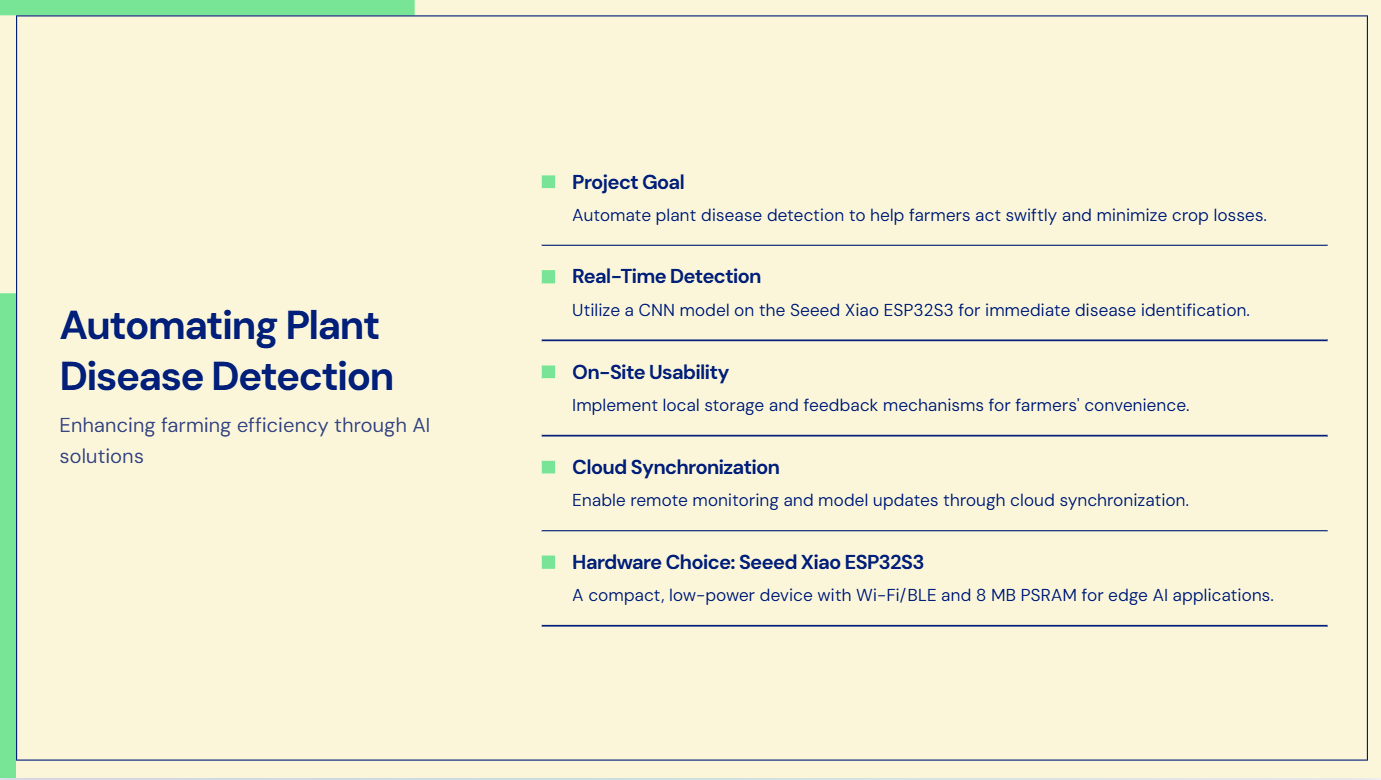 Automating Plant
Disease Detection
Enhancing farming efficiency through AI
solutions
Project Goal
Automate plant disease detection to help farmers act swiftly and minimize crop losses.
Real-Time Detection
Utilize a CNN model on the Seeed Xiao ESP32S3 for immediate disease identification.
On-Site Usability
Implement local storage and feedback mechanisms for farmers' convenience.
Cloud Synchronization
Enable remote monitoring and model updates through cloud synchronization.
Hardware Choice: Seeed Xiao ESP32S3
A compact, low-power device with Wi-Fi/BLE and 8 MB PSRAM for edge AI applications.